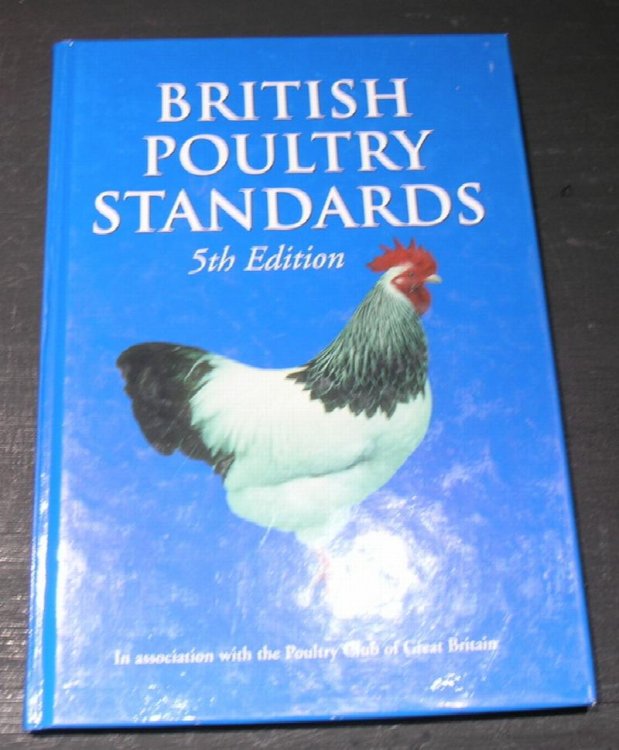 BRITISH
POULTRY
STANDARDS
5th Edition
In association with the Poultry Club of Great Britain